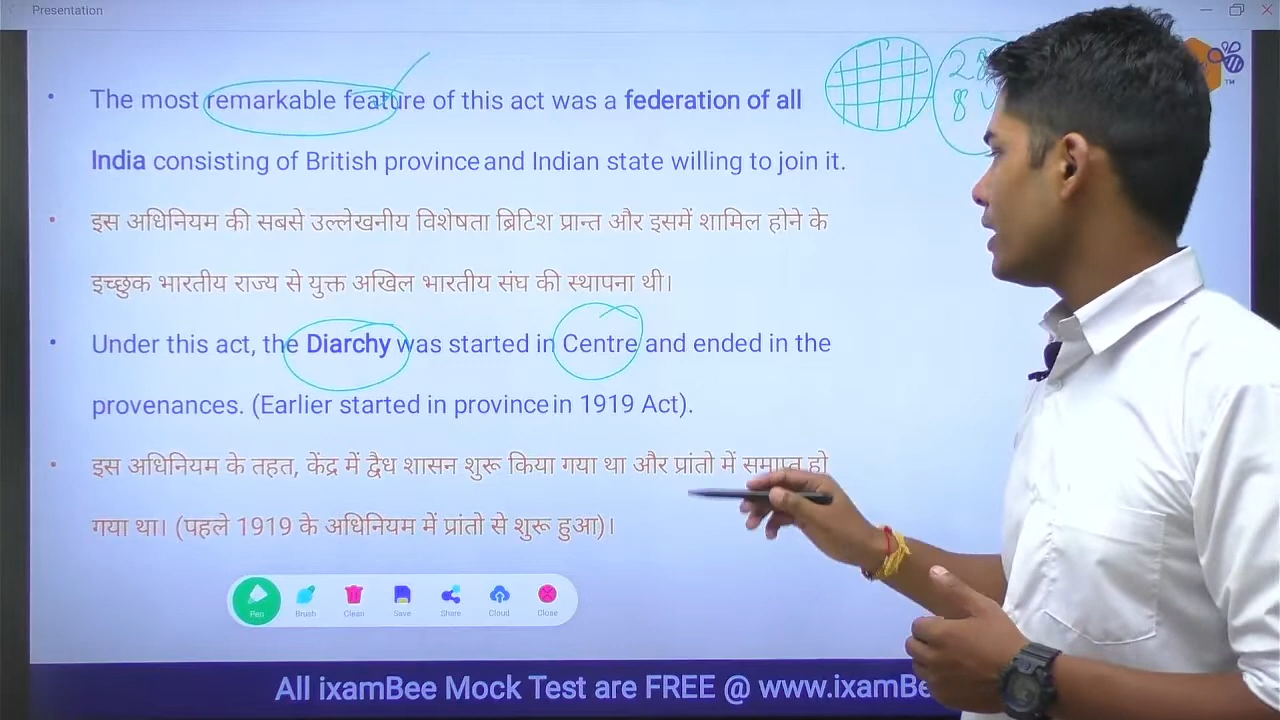 Presentation
The most remarkable feature of this act was a federation of all
India consisting of British province and Indian state willing to join it.
इस अधिनियम की सबसे उल्लेखनीय विशेषता ब्रिटिश प्रान्त और इसमें शामिल होने के
इच्छुक भारतीय राज्य से युक्त अखिल भारतीय संघ की स्थापना थी।
Under this act, the Diarchy was started in Centre and ended in the
provenances. (Earlier started in province in 1919 Act).
इस अधिनियम के तहत, केंद्र में द्वैध शासन शुरू किया गया था और प्रांतो में समाप्त हो
गया था। (पहले 1919 के अधिनियम में प्रांतो से शुरू हुआ)।
28
8 U
Pen Brush Clean Save Share Cloud Close
All ixamBee Mock Test are FREE @ www.ixamBe
TM